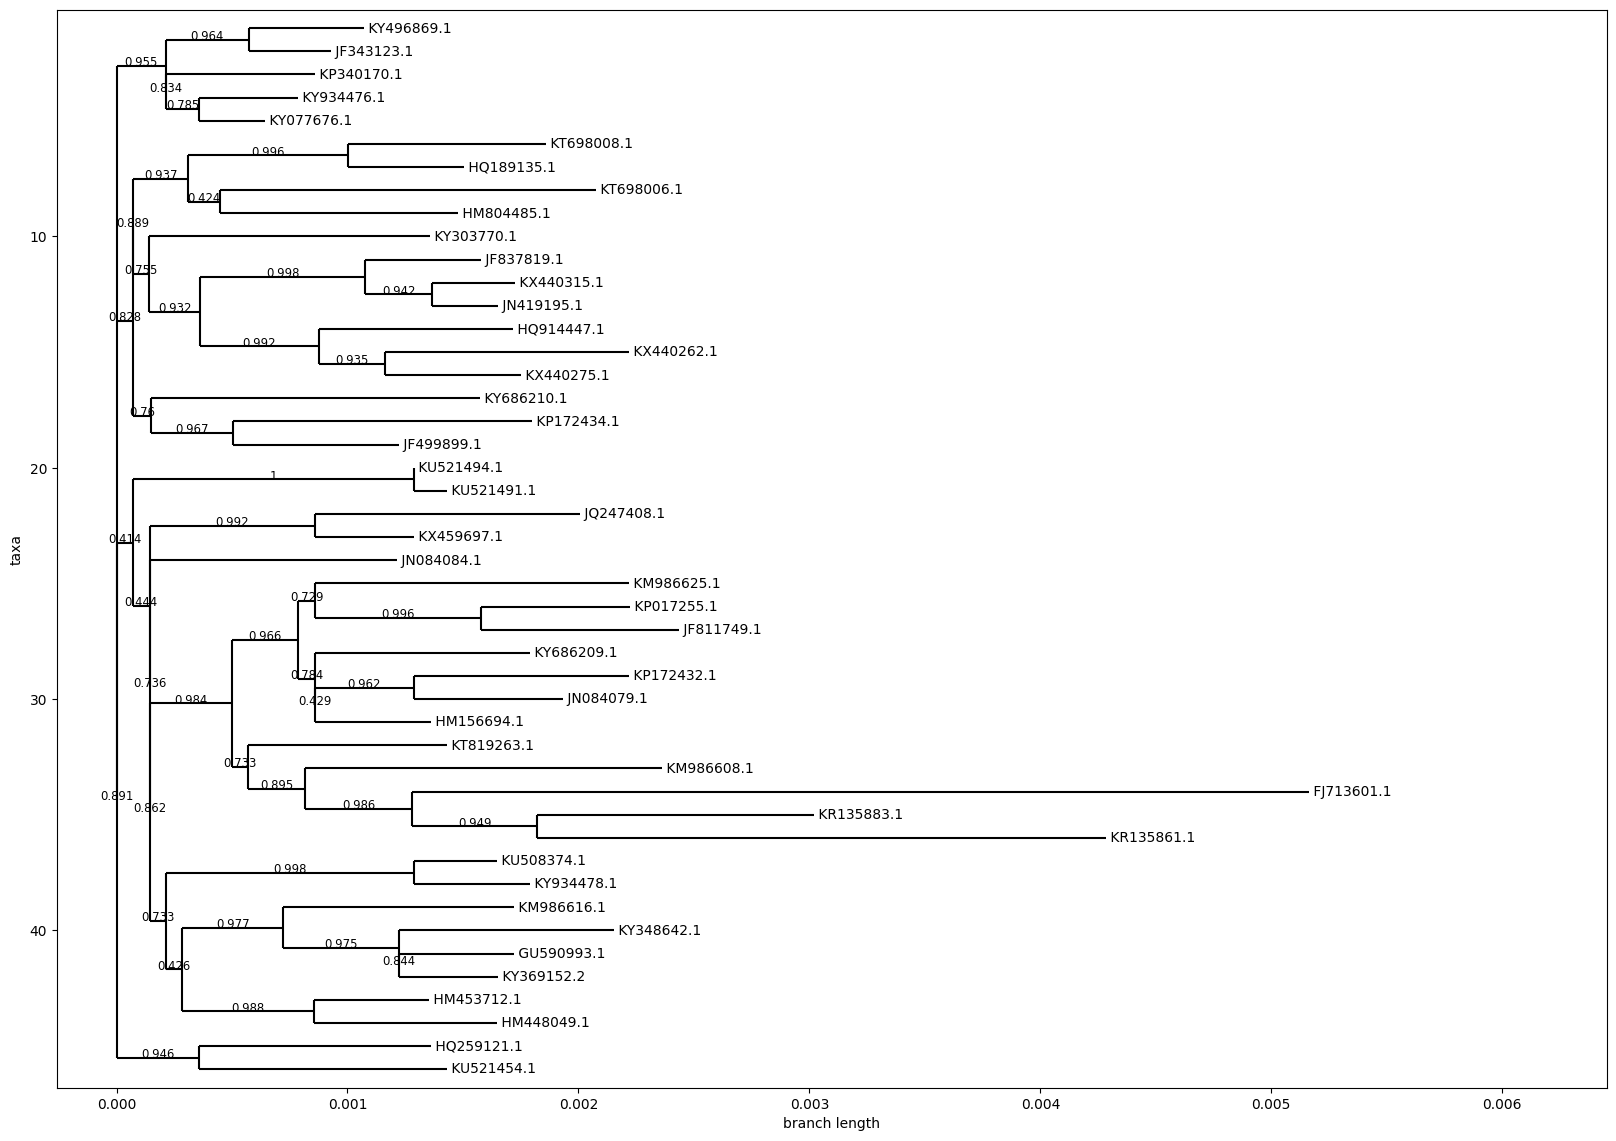 KY496869.1
0.964
JF343123.1
0.955
KP340170.1
0.834
KY934476.1
0.785
KY077676.1
KT698008.1
0.996
HQ189135.1
0.937
KT698006.1
0.424
HM804485.1
0.889
10
KY303770.1
JF837819.1
0.755
0.998
KX440315.1
0.942
JN419195.1
0.932
0.828
HQ914447.1
0.992
KX440262.1
0.935
KX440275.1
KY686210.1
0.76
KP172434.1
0.967
JF499899.1
20
KU521494.1
1
KU521491.1
JQ247408.1
0.992
KX459697.1
0.414
taxa
JN084084.1
KM986625.1
0.729
0.444
KP017255.1
0.996
JF811749.1
0.966
KY686209.1
0.784
KP172432.1
0.736
0.962
30
0.984
JN084079.1
0.429
HM156694.1
KT819263.1
0.733
KM986608.1
0.895
FJ713601.1
0.891
0.862
0.986
KR135883.1
0.949
KR135861.1
KU508374.1
0.998
KY934478.1
KM986616.1
0.733
0.977
40
KY348642.1
0.975
GU590993.1
0.844
0.426
KY369152.2
HM453712.1
0.988
HM448049.1
HQ259121.1
0.946
KU521454.1
0.000 0.001 0.002 0.003 0.004 0.005 0.006
branch length